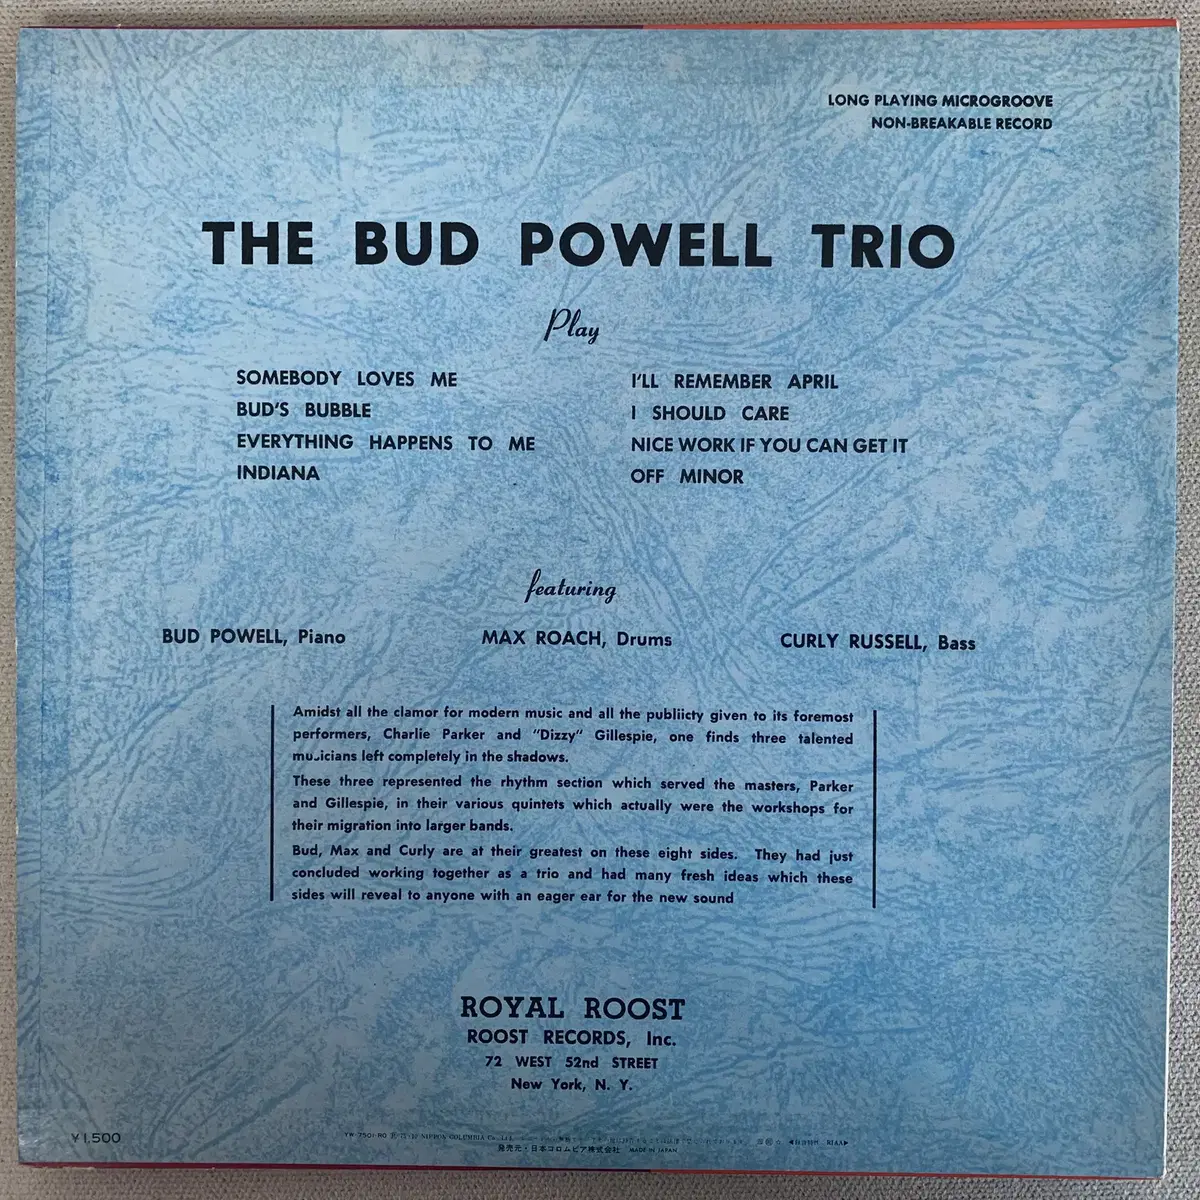 LONG PLAYING MICROGROOVE
NON-BREAKABLE RECORD
THE BUD POWELL TRIO
Play
SOMEBODY LOVES ME
BUD'S BUBBLE
EVERYTHING HAPPENS TO ME
INDIANA
I'LL REMEMBER APRIL
I SHOULD CARE
NICE WORK IF YOU CAN GET IT
OFF MINOR
featuring
BUD POWELL, Piano
MAX ROACH, Drums
CURLY RUSSELL, Bass
Amidst all the clamor for modern music and all the publiicty given to its foremost
performers, Charlie Parker and "Dizzy" Gillespie, one finds three talented
musicians left completely in the shadows.
These three represented the rhythm section which served the masters, Parker
and Gillespie, in their various quintets which actually were the workshops for
their migration into larger bands.
Bud, Max and Curly are at their greatest on these eight sides. They had just
concluded working together as a trio and had many fresh ideas which these
sides will reveal to anyone with an eager ear for the new sound
ROYAL ROOST
ROOST RECORDS, Inc.
72 WEST 52nd STREET
New York, N. Y.
¥1,500
YW-7501-RO NIPPON COLUMBIA Co., LTD. RIAA▶
発売元・日本コロムビア株式会社 MADE IN JAPAN